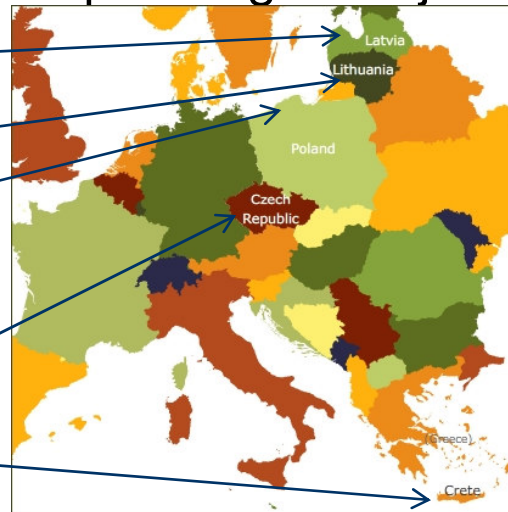 Latvia
Lithuania
Poland
Czech
Republic
(Greece)
Crete